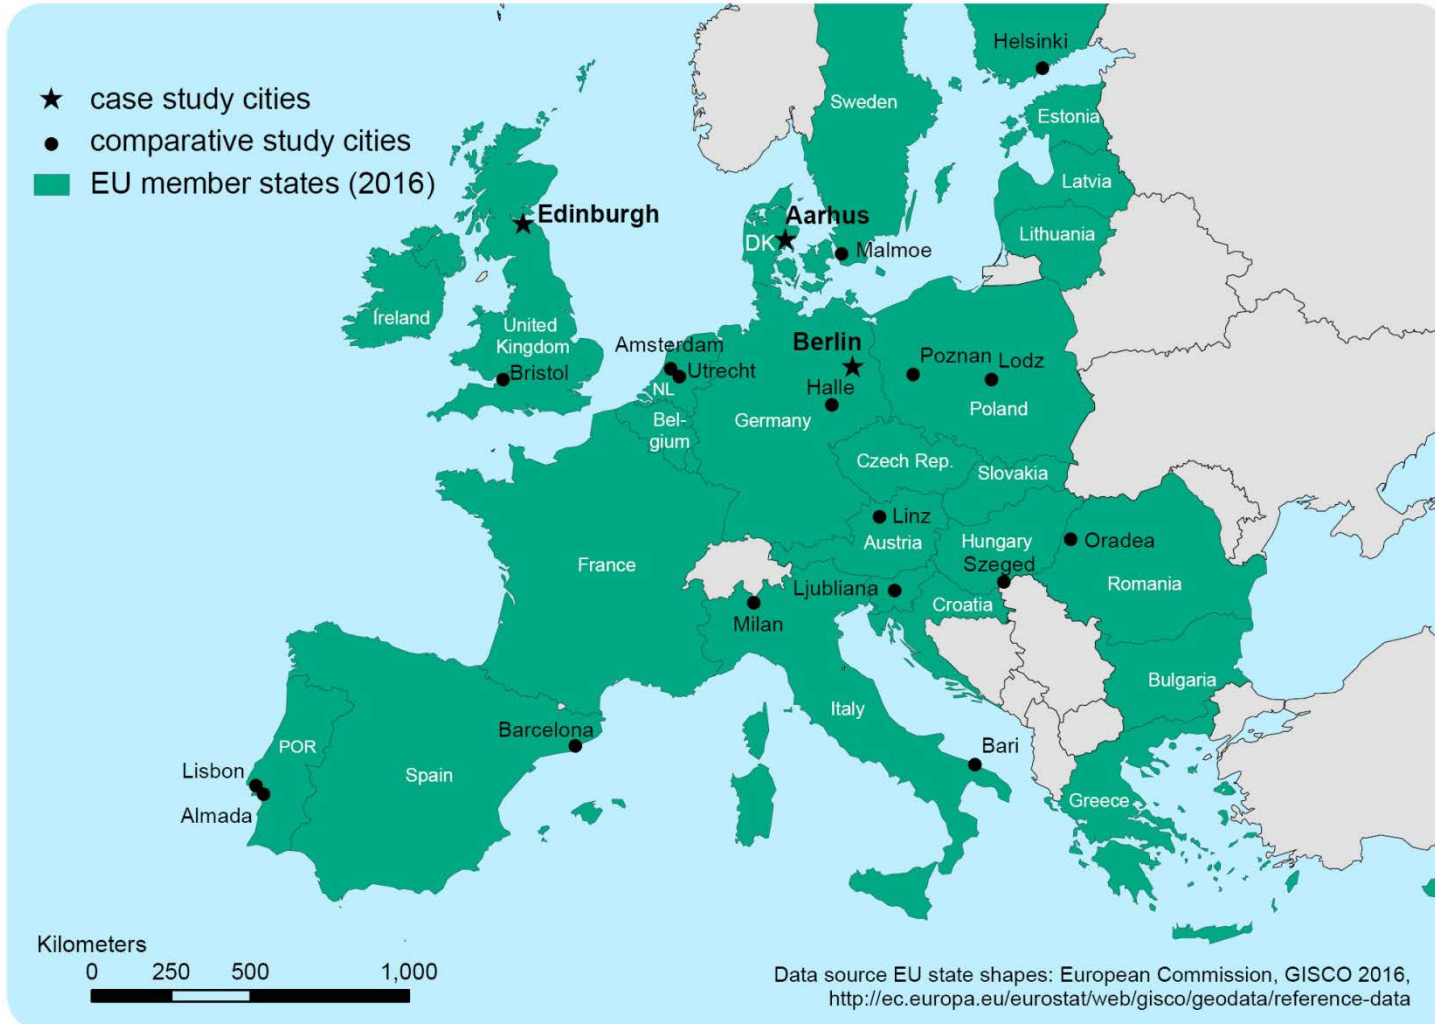 Helsinki
★ case study cities
● comparative study cities
EU member states (2016)
Sweden
Estonia
Latvia
Lithuania
Edinburgh
Aarhus
DK
Malmoe
Ireland
United
Kingdom
Bristol
Amsterdam
Utrecht
NL
Bel-
gium
Berlin
Halle
Germany
Poznan
Lodz
Poland
Czech Rep.
Slovakia
Linz
Austria
Hungary
Szeged
Oradea
Romania
France
Ljubliana
Croatia
Milan
Bulgaria
Italy
Barcelona
Bari
POR
Spain
Lisbon
Almada
Greece
Kilometers
0 250 500 1,000
Data source EU state shapes: European Commission, GISCO 2016,
http://ec.europa.eu/eurostat/web/gisco/geodata/reference-data